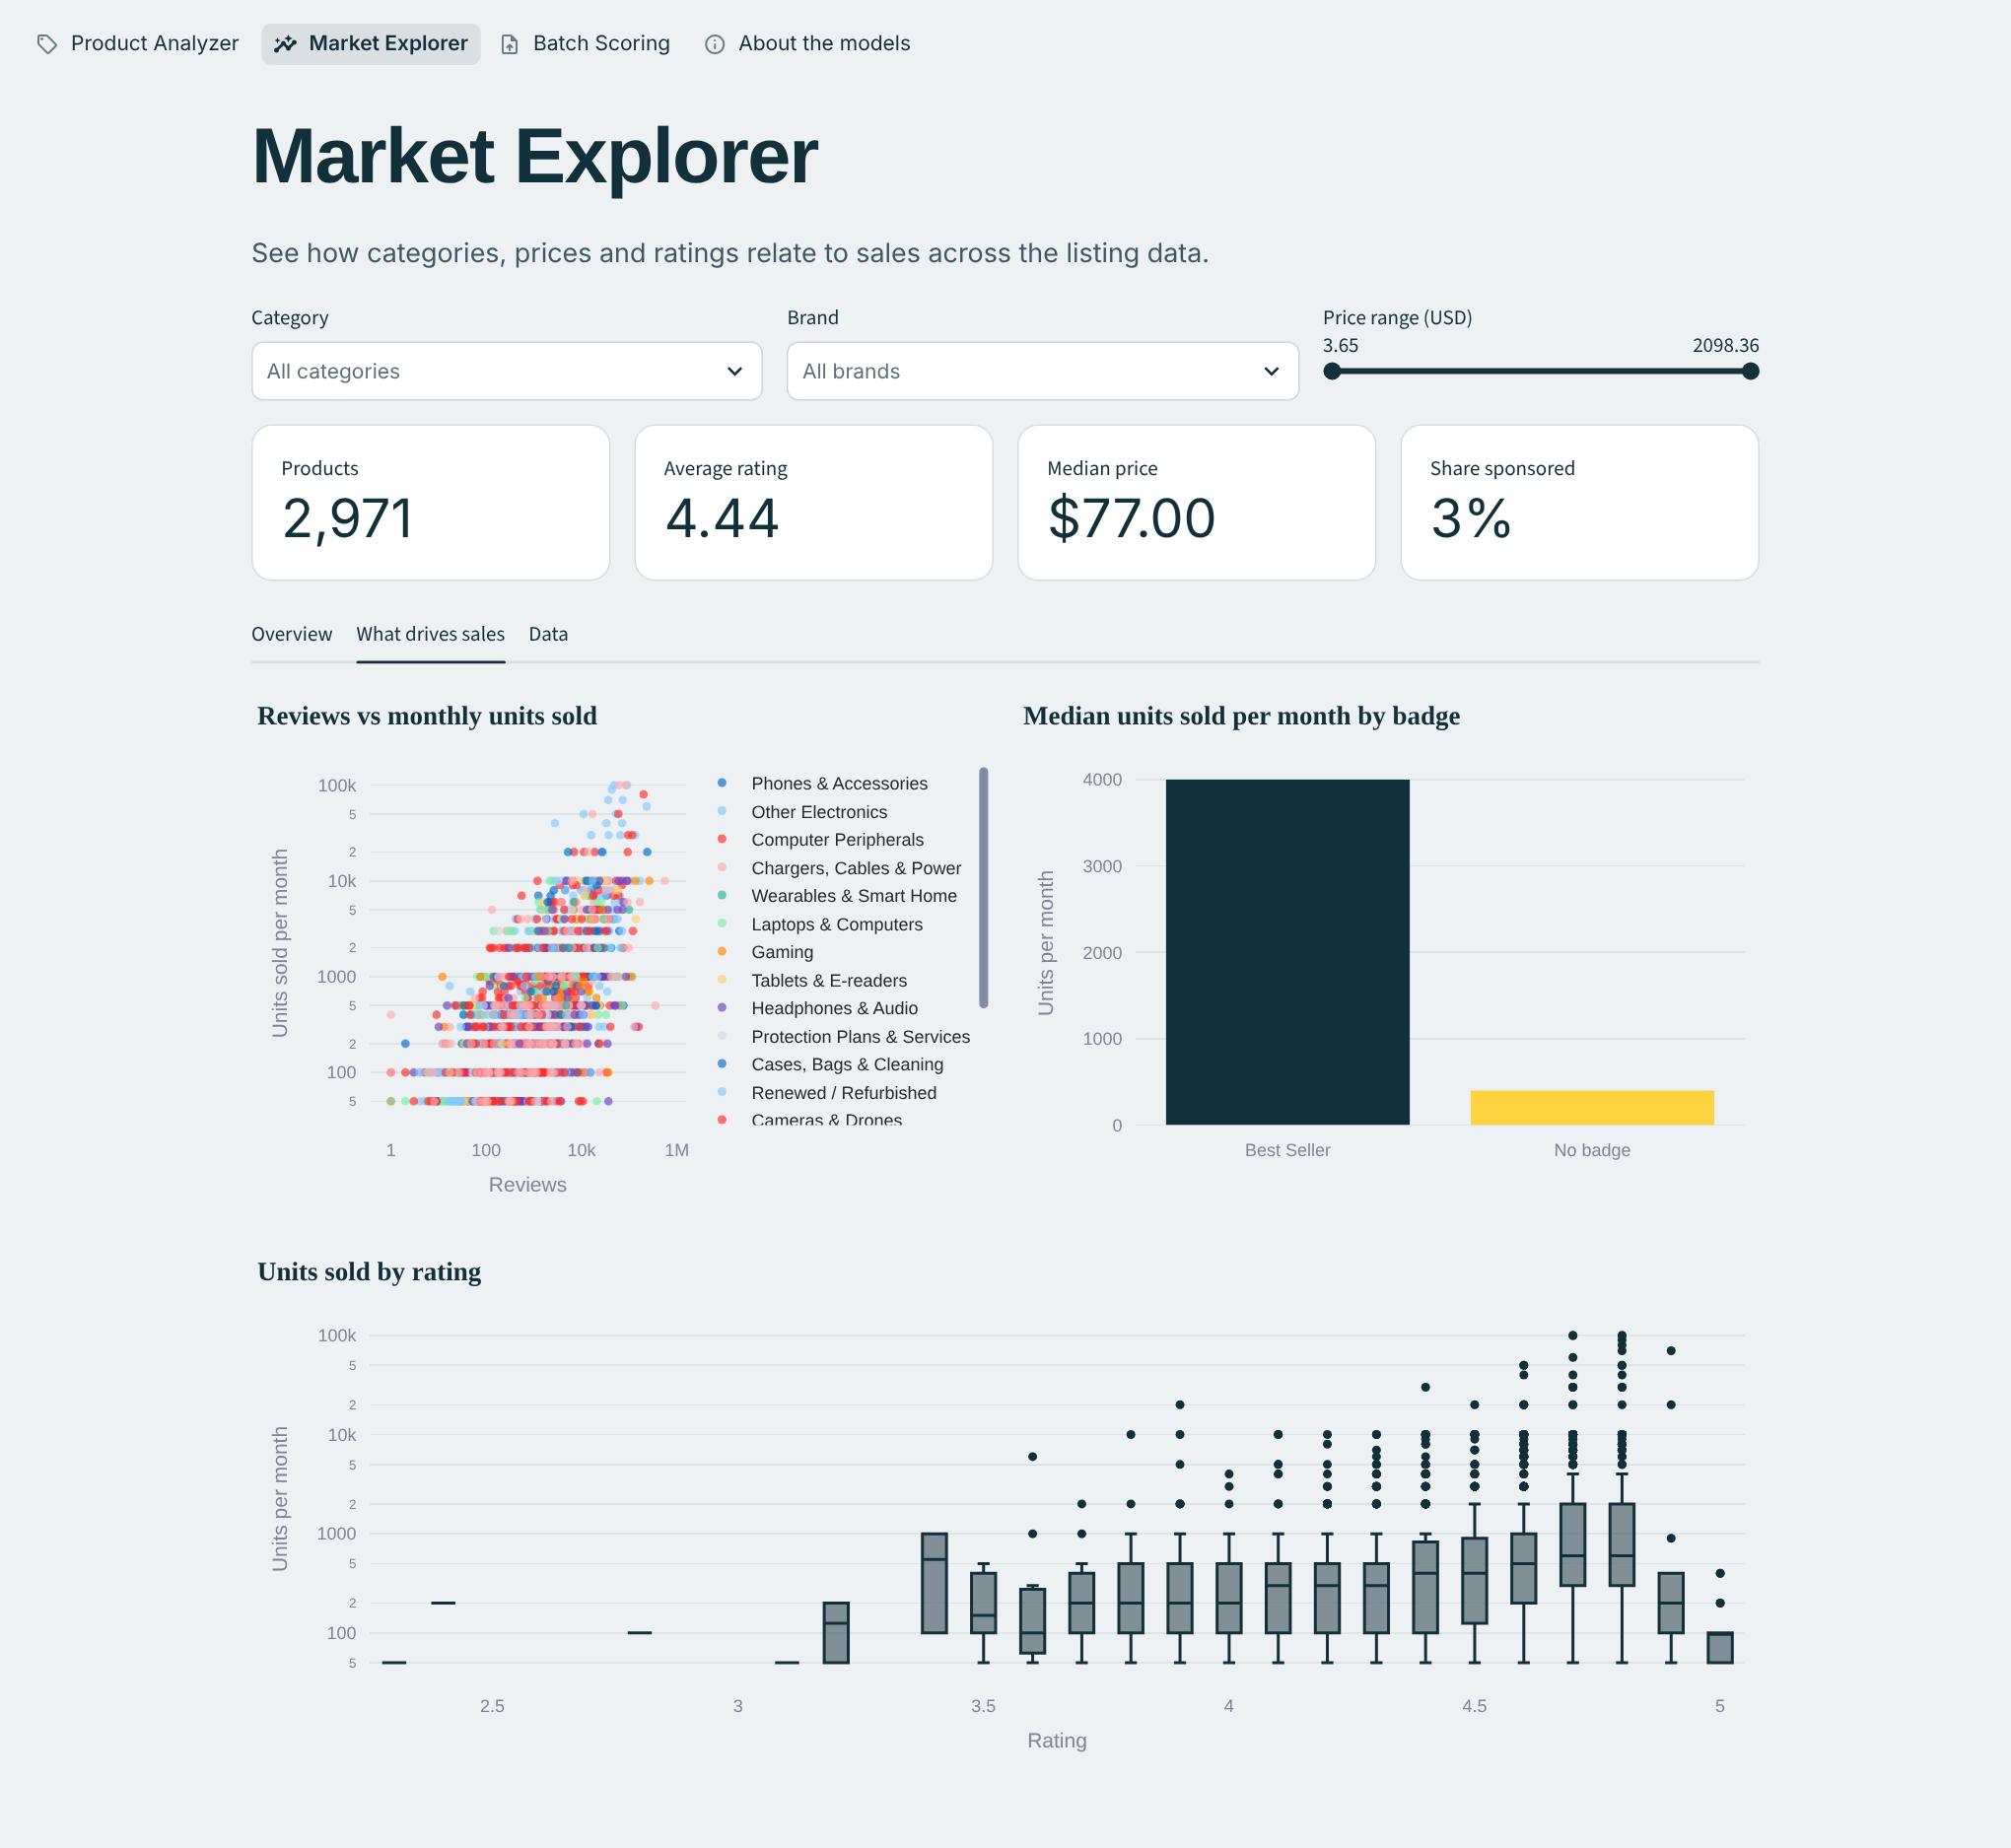 Product Analyzer
Market Explorer
Batch Scoring
About the models
Market Explorer
See how categories, prices and ratings relate to sales across the listing data.
Category
All categories
Brand
All brands
Price range (USD)
3.65 2098.36
Products
2,971
Average rating
4.44
Median price
$77.00
Share sponsored
3%
Overview What drives sales Data
Reviews vs monthly units sold
Units sold per month
100k
5
2
10k
5
2
1000
5
2
100
5
1 100 10k 1M
Reviews
Phones & Accessories
Other Electronics
Computer Peripherals
Chargers, Cables & Power
Wearables & Smart Home
Laptops & Computers
Gaming
Tablets & E-readers
Headphones & Audio
Protection Plans & Services
Cases, Bags & Cleaning
Renewed / Refurbished
Cameras & Drones
Median units sold per month by badge
Units per month
4000
3000
2000
1000
0
Best Seller No badge
Units sold by rating
Units per month
100k
5
2
10k
5
2
1000
5
2
100
5
2.5 3 3.5 4 4.5 5
Rating